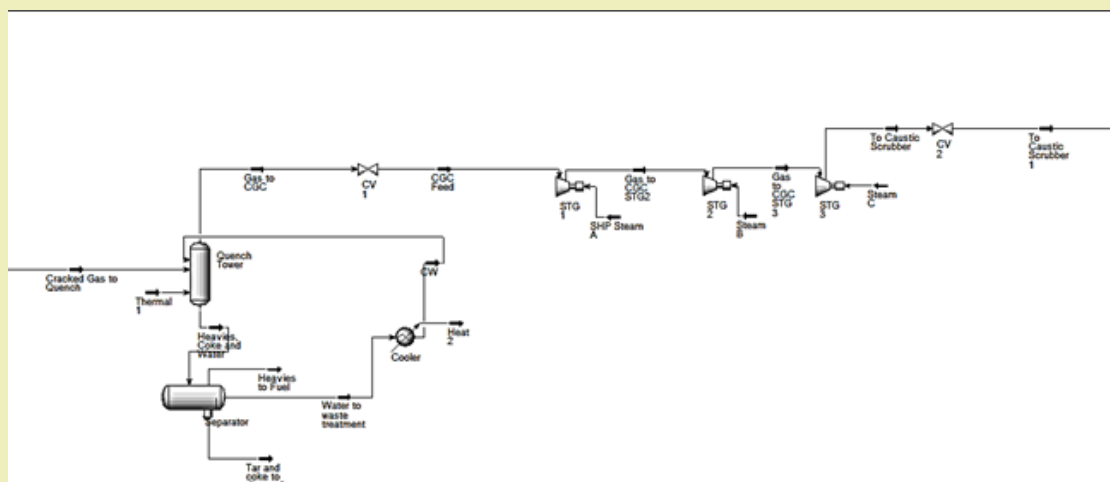 To Caustic
Scrubber
CV
2
To
Caustic
Scrubber
1
Gas to
CGC
CV
1
CGC
Feed
STG
1
SHP Steam
A
Gas to
CGC
STG2
STG
2
Steam
B
Gas
to
CGC
STG
3
STG
3
Steam
C
Quench
Tower
Cracked Gas to
Quench
Thermal
1
CW
Heavies,
Coke and
Water
Heat
2
Cooler
Heavies
to Fuel
Separator
Water to
waste
treatment
Tar and
coke to